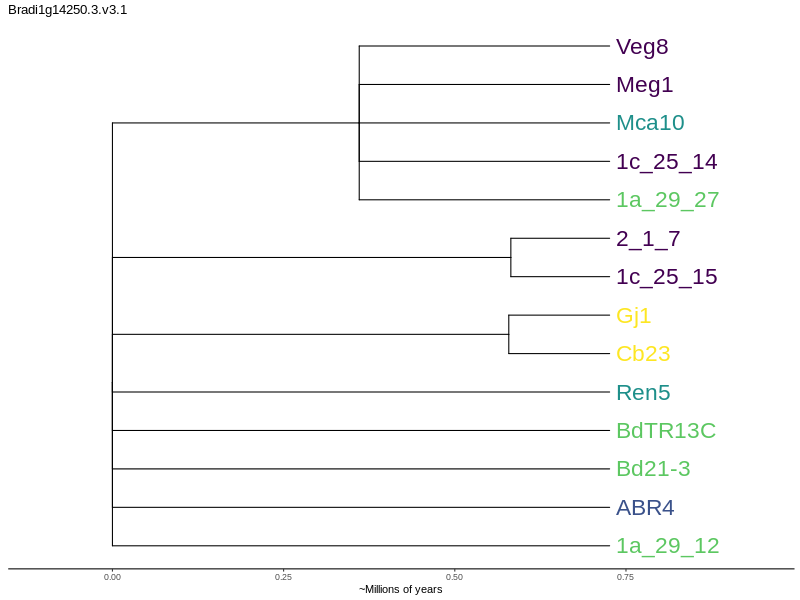 Bradi1g14250.3.v3.1
Veg8
Meg1
Mca10
1c_25_14
1a_29_27
2_1_7
1c_25_15
Gj1
Cb23
Ren5
BdTR13C
Bd21-3
ABR4
1a_29_12
0.00 0.25 0.50 0.75
~Millions of years